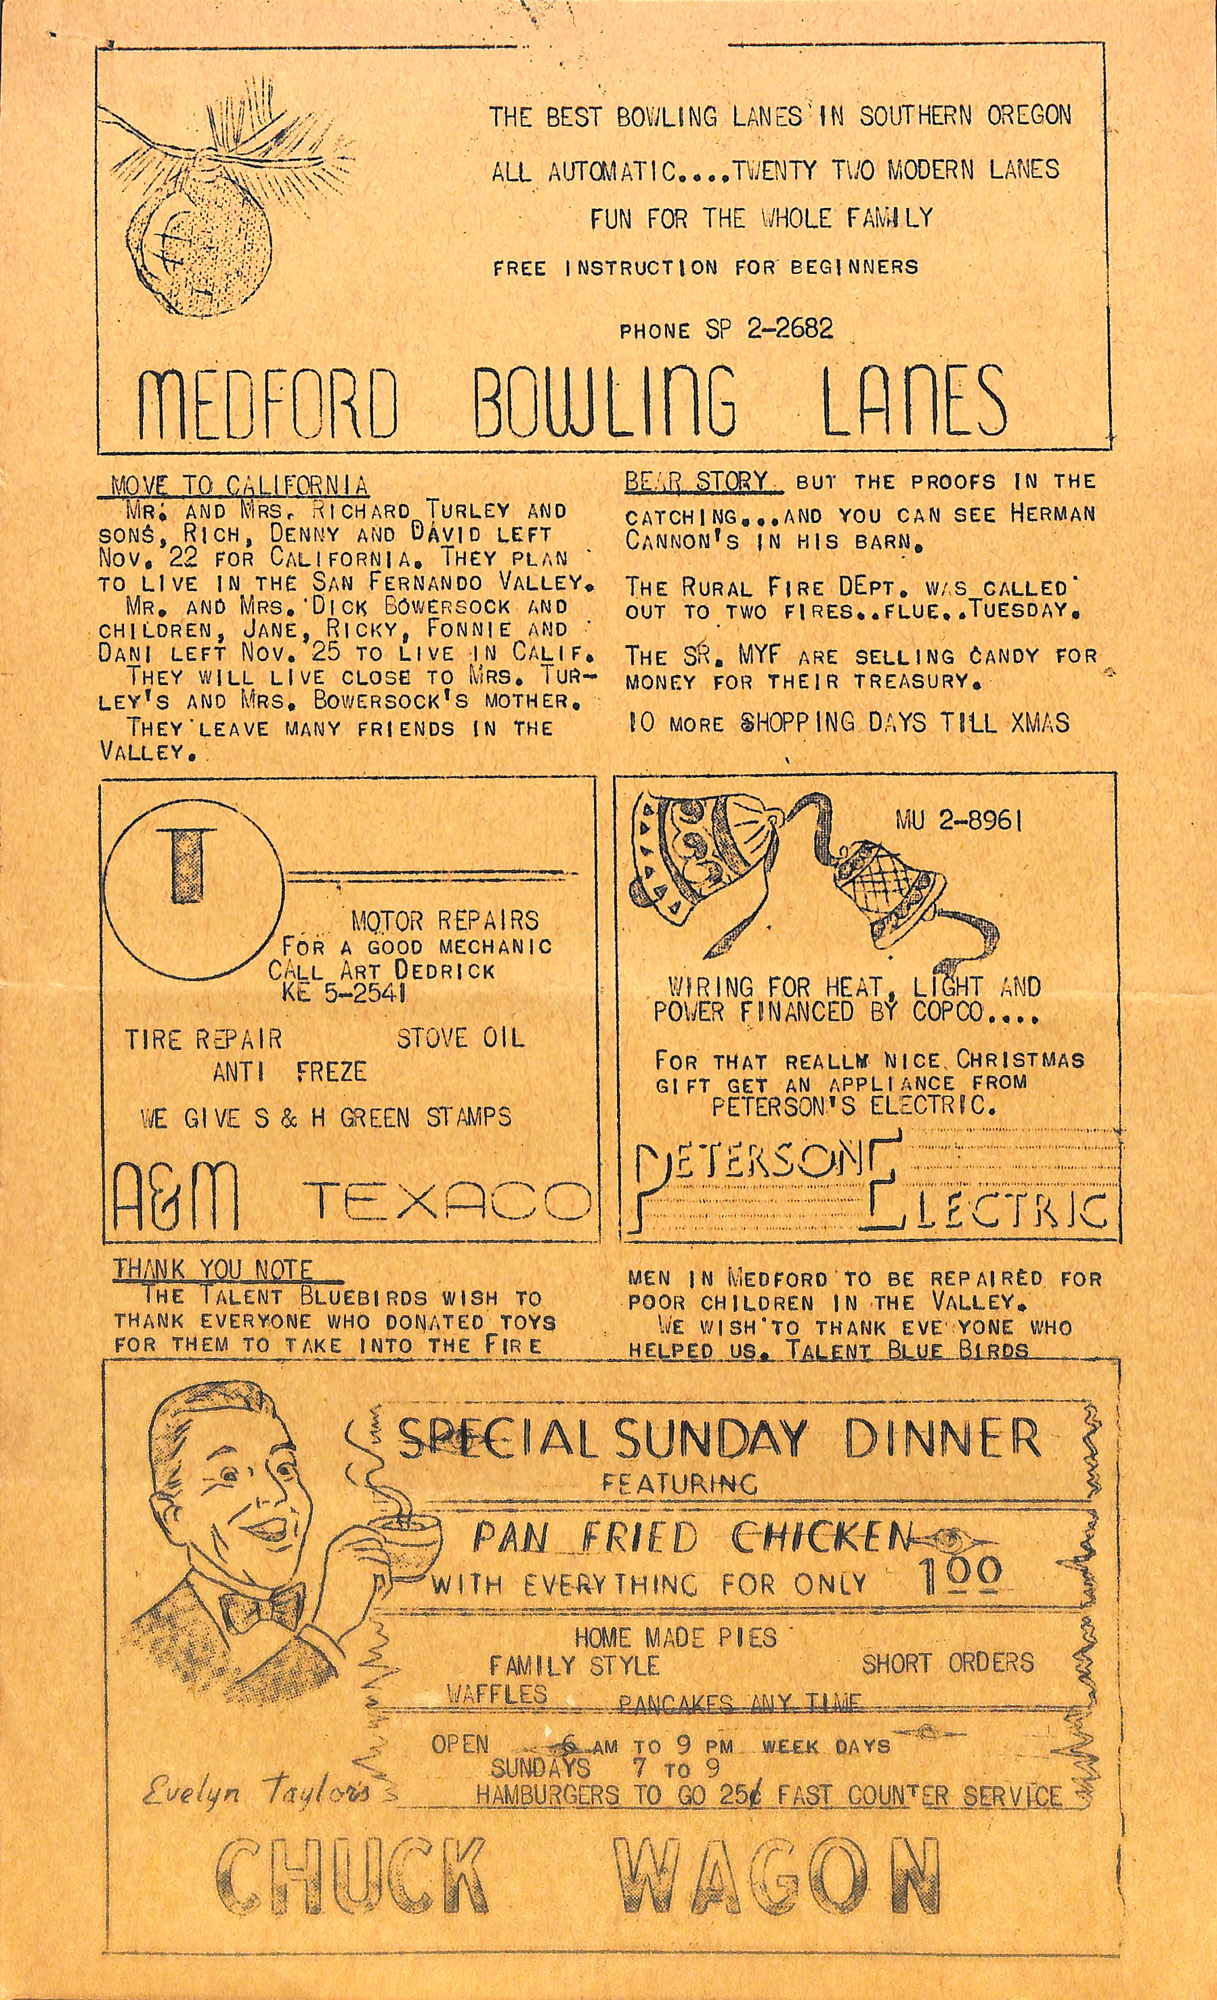 THE BEST BOWLING LANES IN SOUTHERN OREGON
ALL AUTOMATIC....TWENTY TWO MODERN LANES
FUN FOR THE WHOLE FAMILY
FREE INSTRUCTION FOR BEGINNERS
PHONE SP 2-2682
MEDFORD BOWLING LANES
MOVE TO CALIFORNIA
MR. AND MRS. RICHARD TURLEY AND
SONS, RICH, DENNY AND DAVID LEFT
NOV. 22 FOR CALIFORNIA. THEY PLAN
TO LIVE IN THE SAN FERNANDO VALLEY.
MR. AND MRS. DICK BOWERSOCK AND
CHILDREN, JANE, RICKY, FONNIE AND
DANI LEFT NOV. 25 TO LIVE IN CALIF.
THEY WILL LIVE CLOSE TO MRS. TUR-
LEY'S AND MRS. BOWERSOCK'S MOTHER.
THEY LEAVE MANY FRIENDS IN THE
VALLEY.
BEAR STORY BUT THE PROOFS IN THE
CATCHING...AND YOU CAN SEE HERMAN
CANNON'S IN HIS BARN.
THE RURAL FIRE DEPT. WAS CALLED
OUT TO TWO FIRES..FLUE..TUESDAY.
THE SR. MYF ARE SELLING CANDY FOR
MONEY FOR THEIR TREASURY.
10 MORE SHOPPING DAYS TILL XMAS
T
MOTOR REPAIRS
FOR A GOOD MECHANIC
CALL ART DEDRICK
KE 5-2541
TIRE REPAIR STOVE OIL
ANTI FREZE
WE GIVE S & H GREEN STAMPS
A&M TEXACO
MU 2-8961
WIRING FOR HEAT, LIGHT AND
POWER FINANCED BY COPCO....
FOR THAT REALLM NICE CHRISTMAS
GIFT GET AN APPLIANCE FROM
PETERSON'S ELECTRIC.
PETERSON ELECTRIC
THANK YOU NOTE
THE TALENT BLUEBIRDS WISH TO
THANK EVERYONE WHO DONATED TOYS
FOR THEM TO TAKE INTO THE FIRE
MEN IN MEDFORD TO BE REPAIRED FOR
POOR CHILDREN IN THE VALLEY.
WE WISH TO THANK EVE YONE WHO
HELPED US. TALENT BLUE BIRDS
SPECIAL SUNDAY DINNER
FEATURING
PAN FRIED CHICKEN
WITH EVERYTHING FOR ONLY 100
HOME MADE PIES
FAMILY STYLE SHORT ORDERS
WAFFLES PANCAKES ANY TIME
OPEN 6 AM TO 9 PM WEEK DAYS
SUNDAYS 7 TO 9
HAMBURGERS TO GO 25¢ FAST COUNTER SERVICE
Evelyn Taylor's
CHUCK WAGON